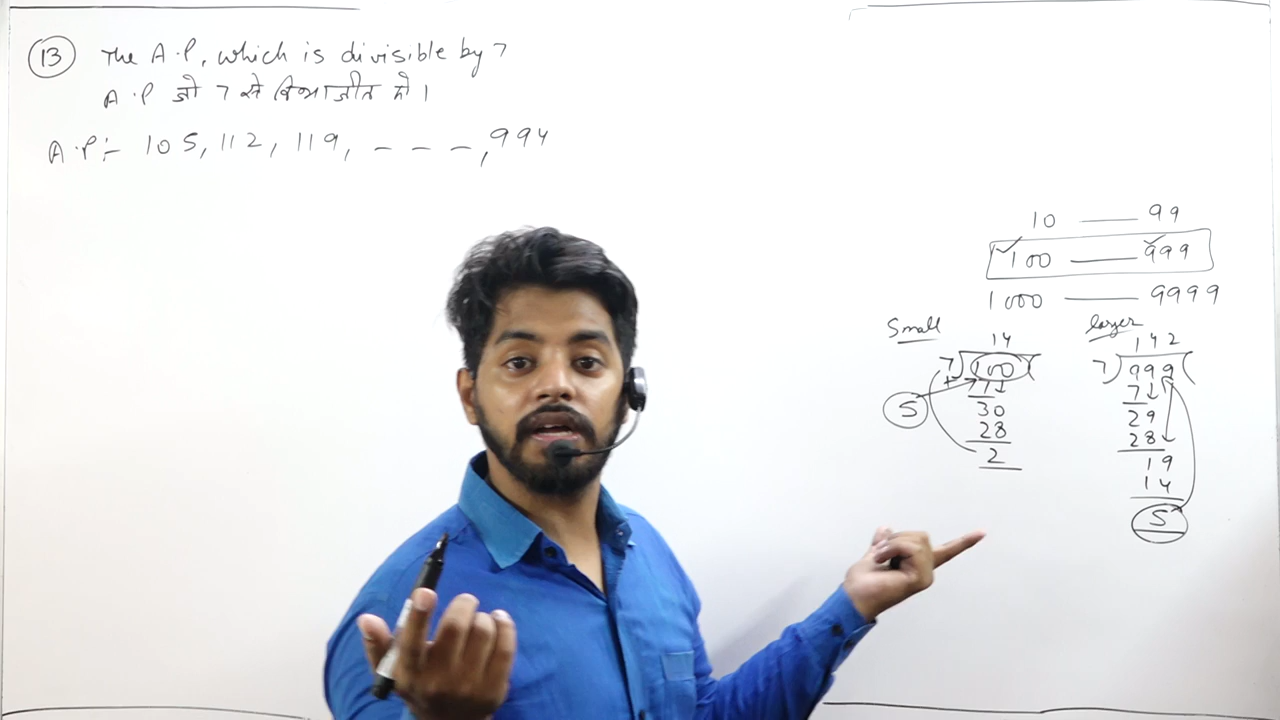 13 The A.P, which is divisible by 7
A.P जो 7 से विभाजीत हो।
A.P:- 105, 112, 119, - - -, 994
10 —— 99
100 —— 999
1000 —— 9999
Small
14
7 100
7
30
28
2
5
larger
142
7 999
7
29
28
19
14
5